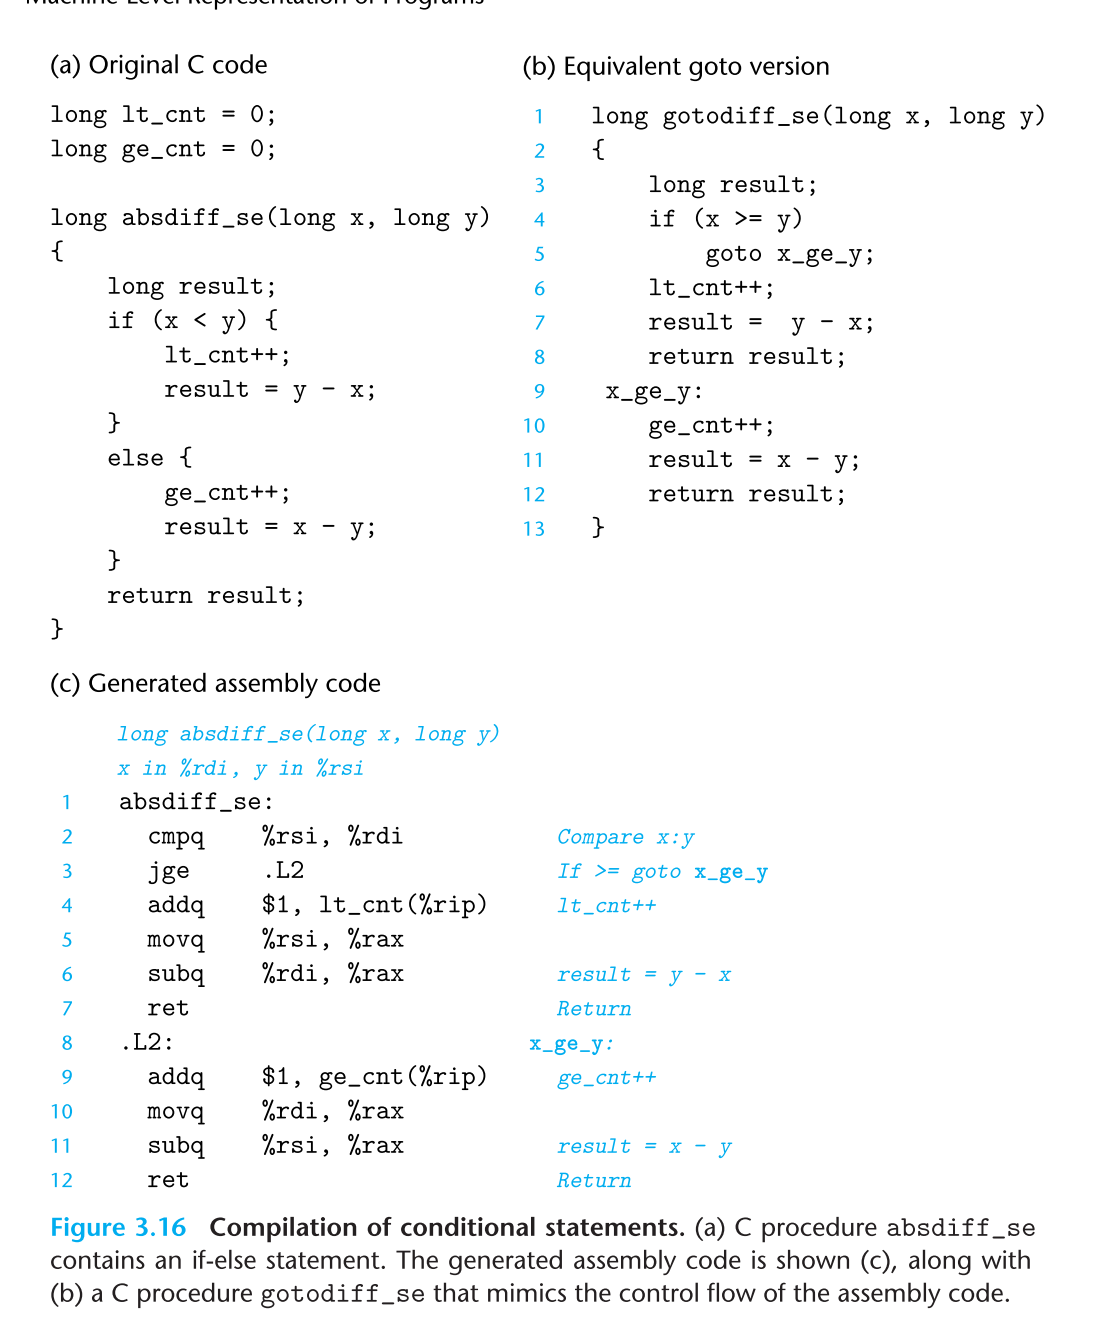 Machine-Level Representation of Programs
(a) Original C code
long lt_cnt = 0;
long ge_cnt = 0;
long absdiff_se(long x, long y)
{
    long result;
    if (x < y) {
        lt_cnt++;
        result = y - x;
    }
    else {
        ge_cnt++;
        result = x - y;
    }
    return result;
}
(b) Equivalent goto version
1 long gotodiff_se(long x, long y)
2 {
3     long result;
4     if (x >= y)
5         goto x_ge_y;
6     lt_cnt++;
7     result =  y - x;
8     return result;
9  x_ge_y:
10     ge_cnt++;
11     result = x - y;
12     return result;
13 }
(c) Generated assembly code
long absdiff_se(long x, long y)
x in %rdi, y in %rsi
1 absdiff_se:
2   cmpq    %rsi, %rdi    Compare x:y
3   jge     .L2    If >= goto x_ge_y
4   addq    $1, lt_cnt(%rip)    lt_cnt++
5   movq    %rsi, %rax
6   subq    %rdi, %rax    result = y - x
7   ret    Return
8 .L2:    x_ge_y:
9   addq    $1, ge_cnt(%rip)    ge_cnt++
10   movq    %rdi, %rax
11   subq    %rsi, %rax    result = x - y
12   ret    Return
Figure 3.16 Compilation of conditional statements. (a) C procedure absdiff_se
contains an if-else statement. The generated assembly code is shown (c), along with
(b) a C procedure gotodiff_se that mimics the control flow of the assembly code.